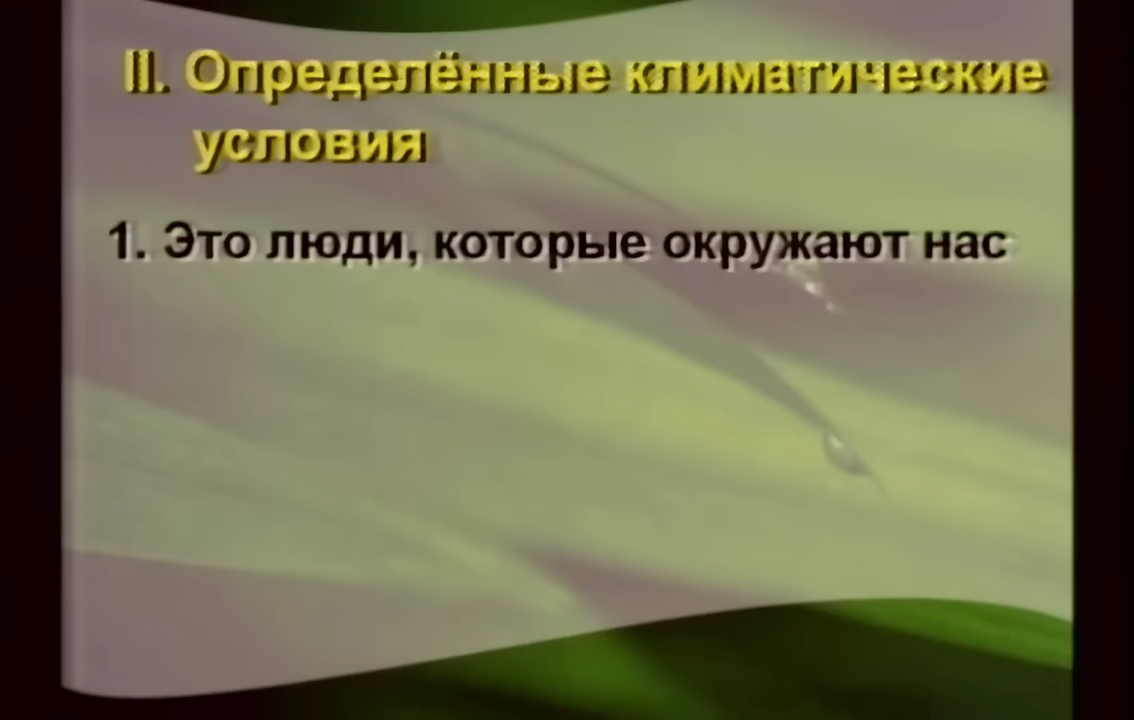 II. Определённые климатические
условия
1. Это люди, которые окружают нас